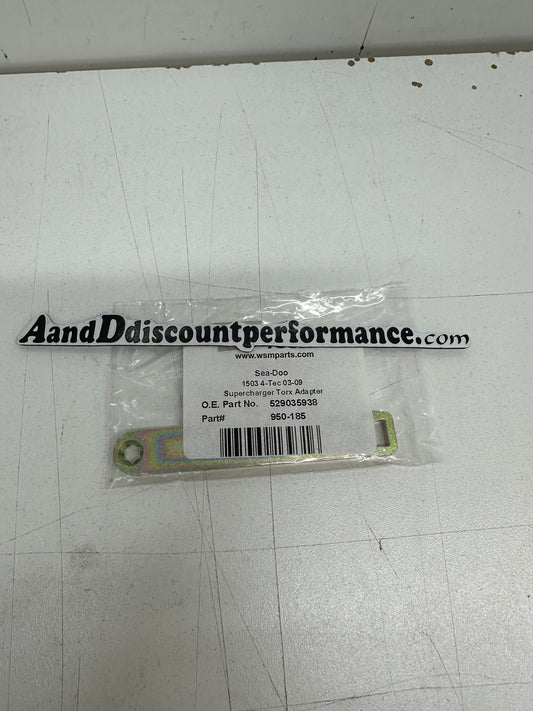 AandDdiscountperformance.com
www.wsmparts.com
Sea-Doo
1503 4-Tec 03-09
Supercharger Torx Adapter
O.E. Part No. 529035938
Part# 950-185